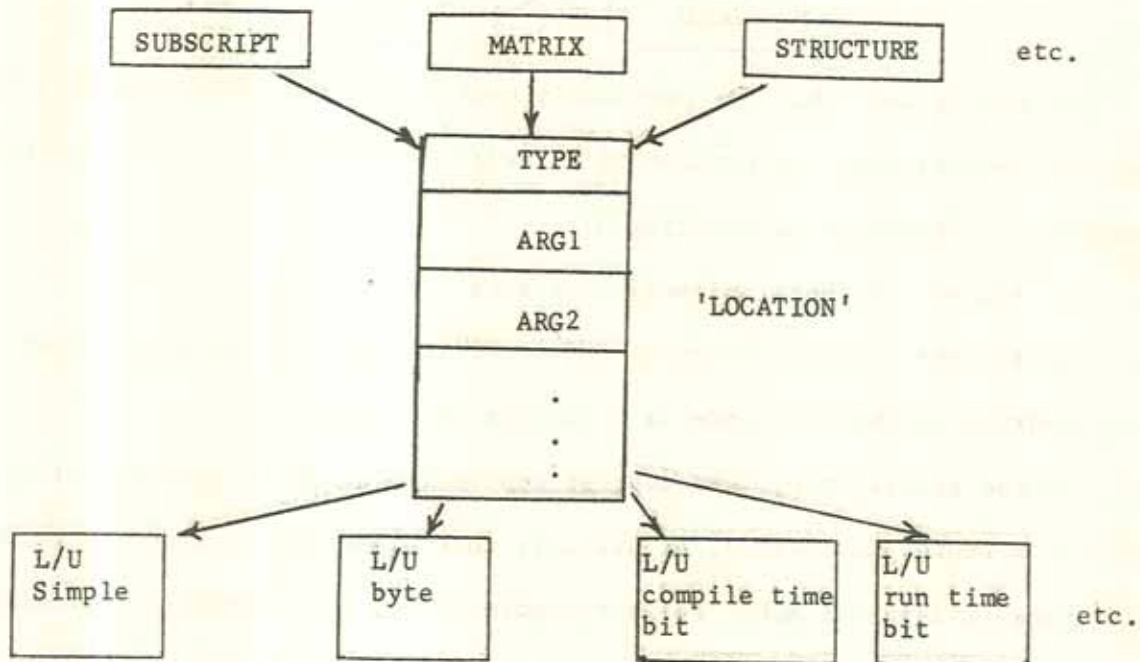 SUBSCRIPT MATRIX STRUCTURE etc.
TYPE
ARG1
ARG2 'LOCATION'
.
.
.
L/U L/U L/U L/U
Simple byte compile time run time
bit bit etc.